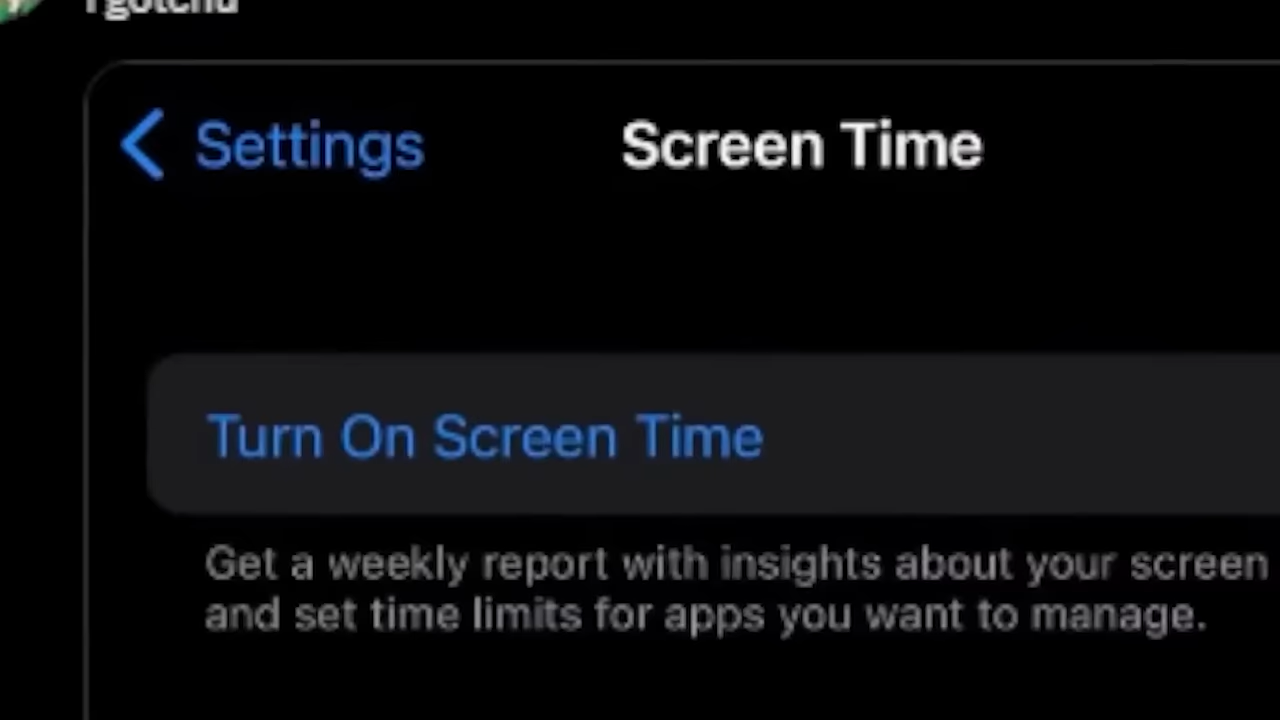 I gotchu
Settings
Screen Time
Turn On Screen Time
Get a weekly report with insights about your screen
and set time limits for apps you want to manage.